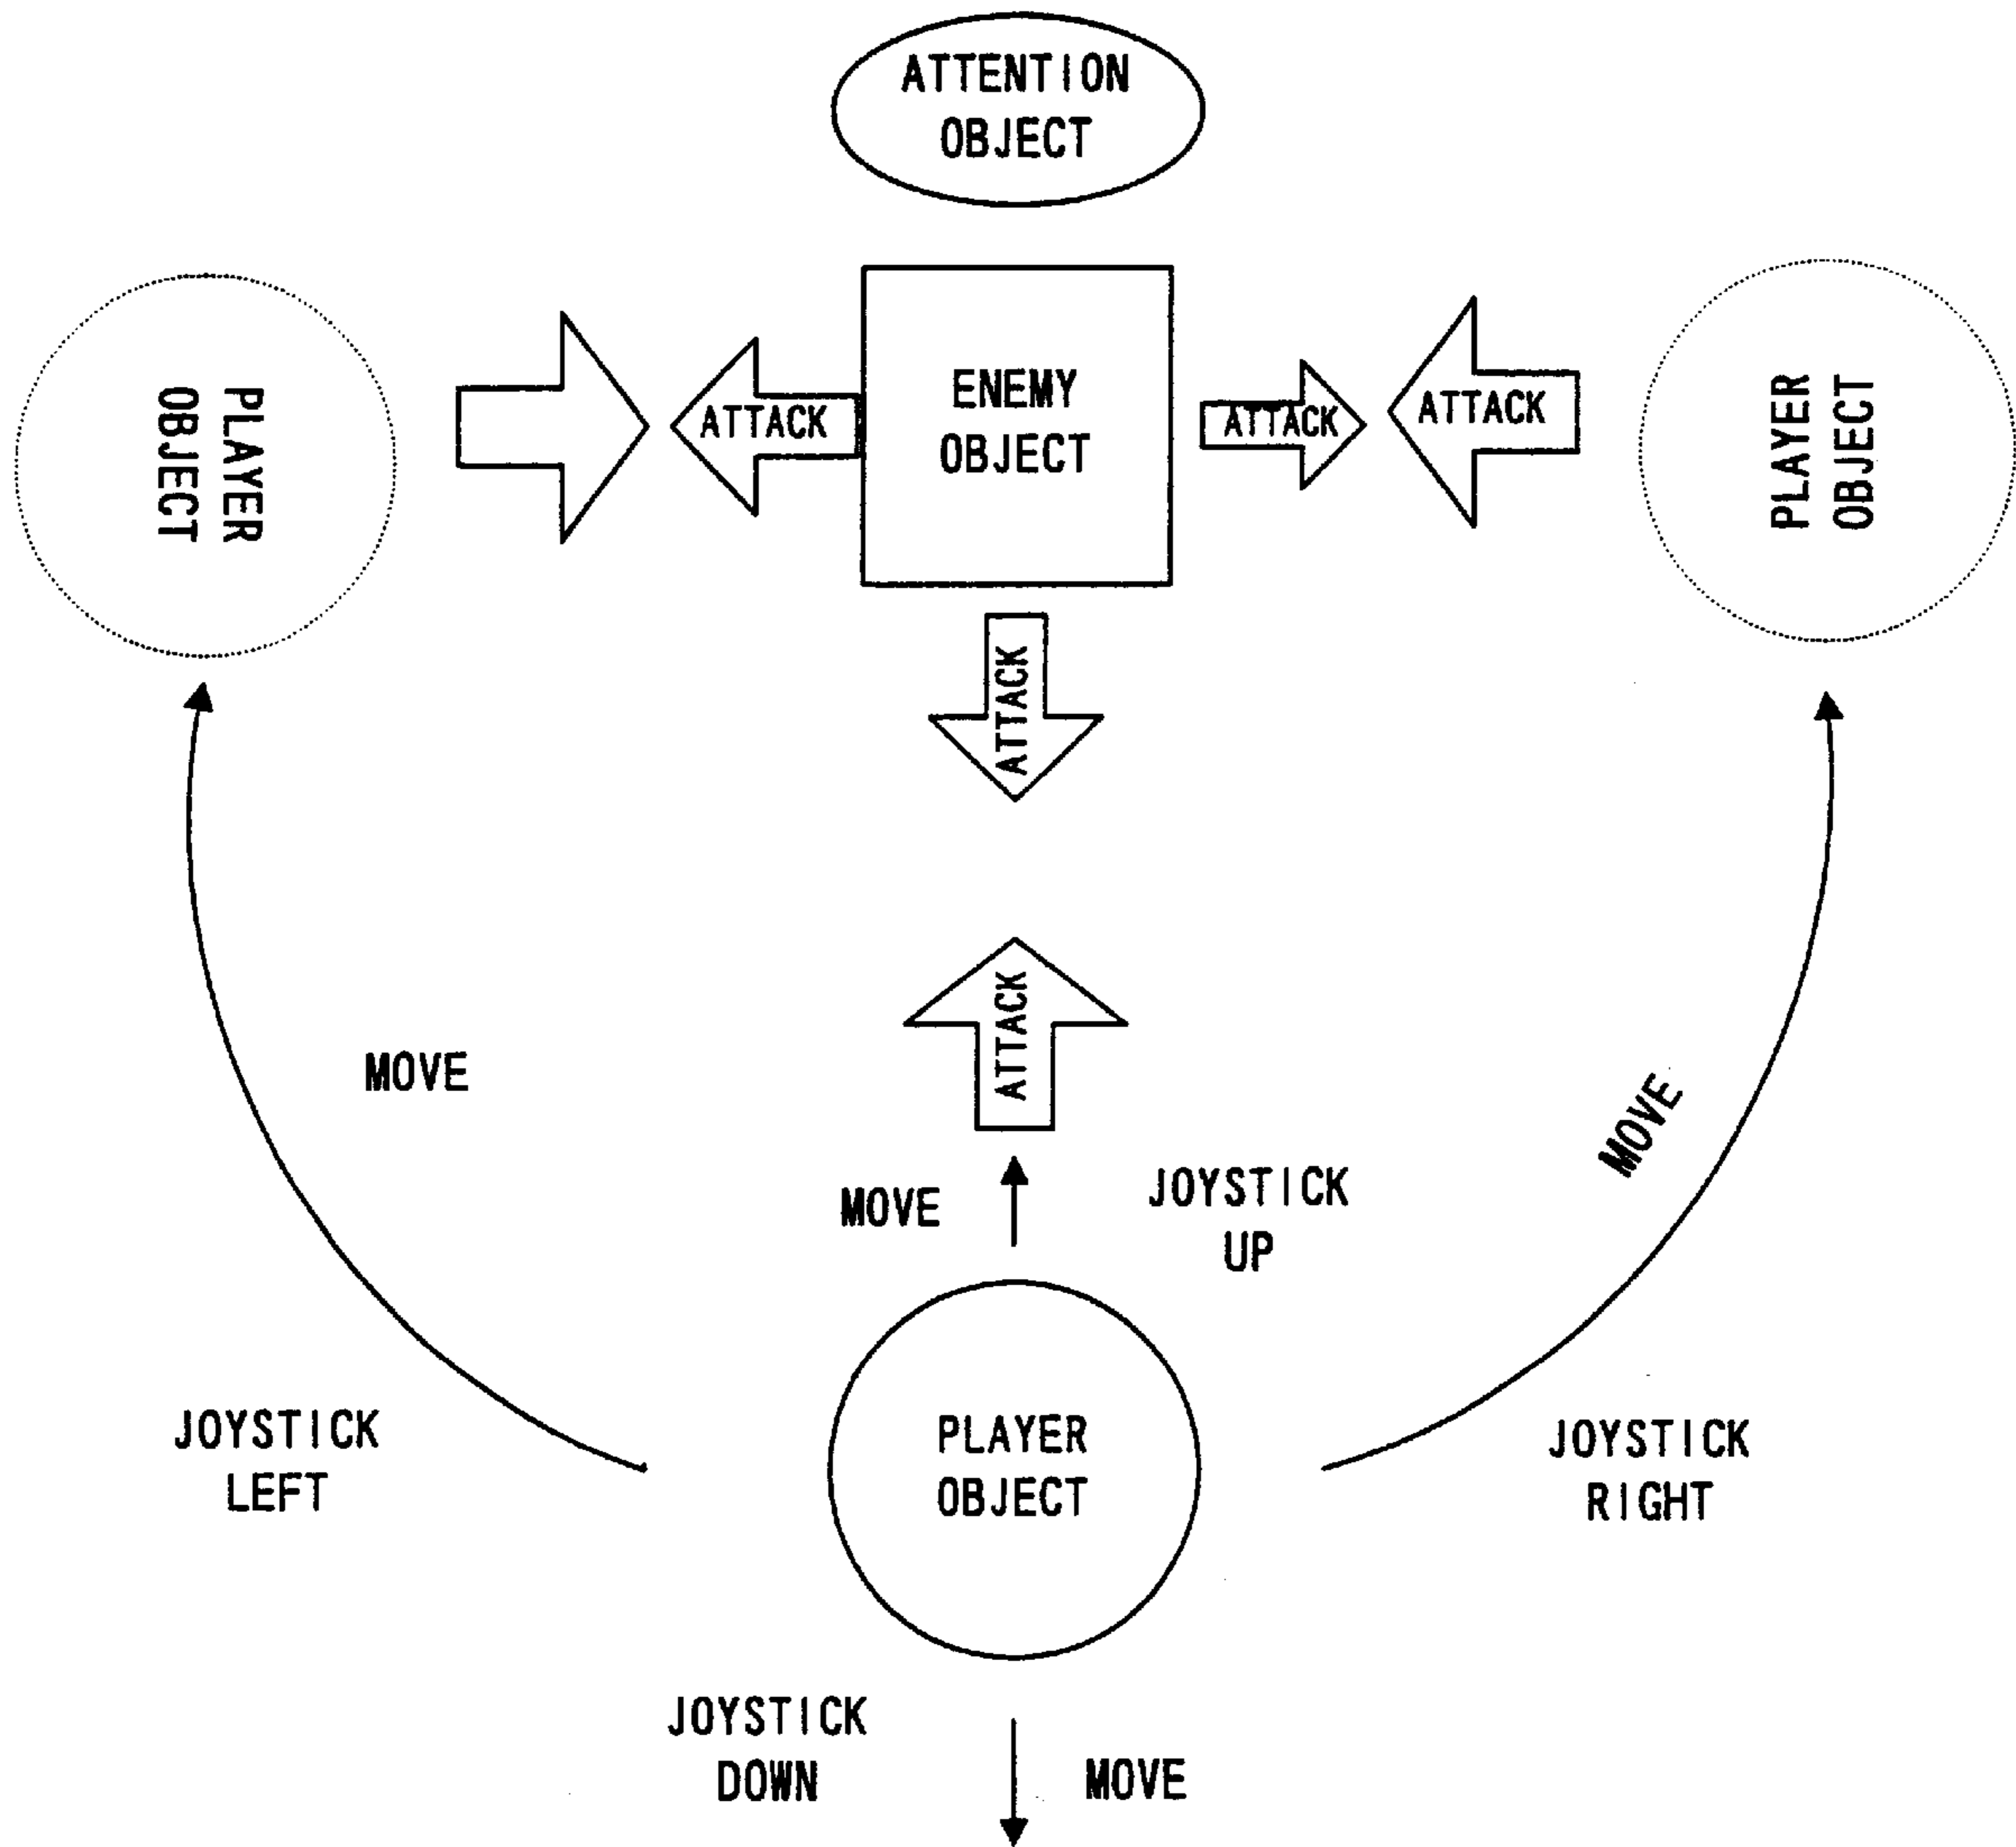 ATTENTION
OBJECT
PLAYER
OBJECT
ATTACK
ENEMY
OBJECT
ATTACK
ATTACK
PLAYER
OBJECT
ATTACK
ATTACK
MOVE
MOVE
MOVE
JOYSTICK
UP
JOYSTICK
LEFT
PLAYER
OBJECT
JOYSTICK
RIGHT
JOYSTICK
DOWN
MOVE